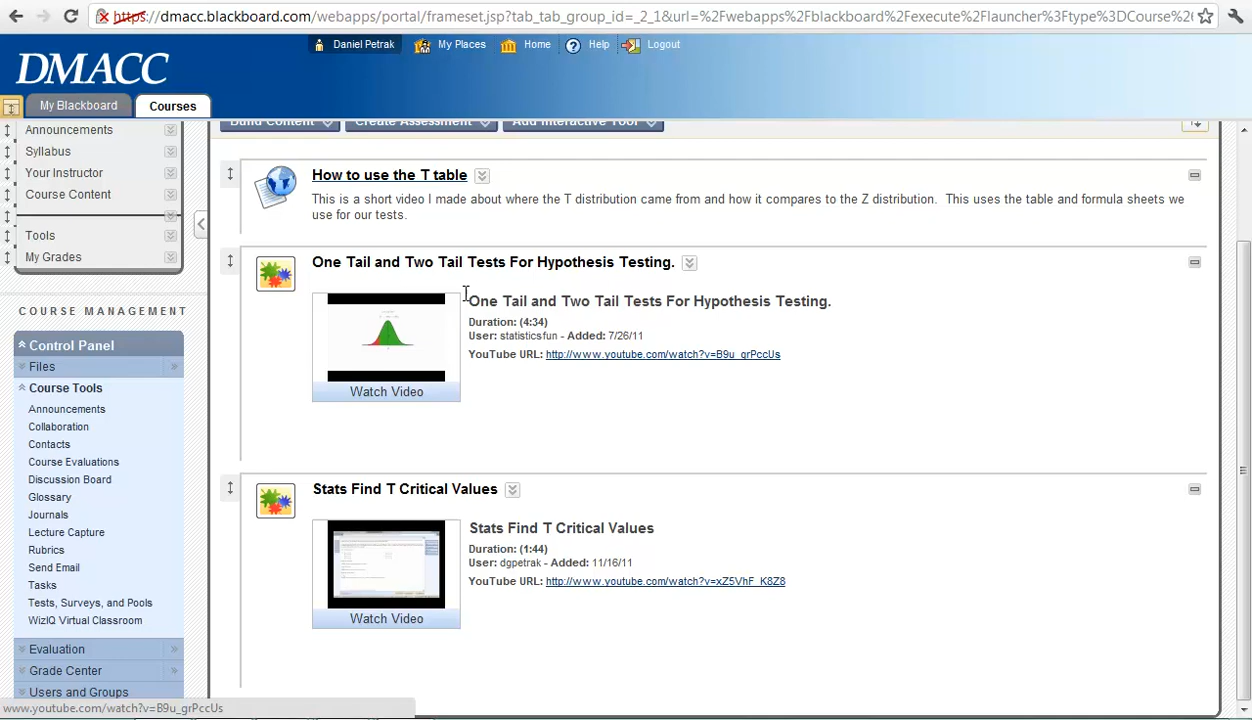 https://dmacc.blackboard.com/webapps/portal/frameset.jsp?tab_tab_group_id=_2_1&url=%2Fwebapps%2Fblackboard%2Fexecute%2Flauncher%3Ftype%3DCourse%26
Daniel Petrak My Places Home Help Logout
DMACC
My Blackboard Courses
Build Content Create Assessment Add Interactive Tool
Announcements
Syllabus
Your Instructor
Course Content
Tools
My Grades
COURSE MANAGEMENT
Control Panel
Files
Course Tools
Announcements
Collaboration
Contacts
Course Evaluations
Discussion Board
Glossary
Journals
Lecture Capture
Rubrics
Send Email
Tasks
Tests, Surveys, and Pools
WizIQ Virtual Classroom
Evaluation
Grade Center
Users and Groups
How to use the T table
This is a short video I made about where the T distribution came from and how it compares to the Z distribution. This uses the table and formula sheets we
use for our tests.
One Tail and Two Tail Tests For Hypothesis Testing.
One Tail and Two Tail Tests For Hypothesis Testing.
Duration: (4:34)
User: statisticsfun - Added: 7/26/11
YouTube URL: http://www.youtube.com/watch?v=B9u_grPccUs
Watch Video
Stats Find T Critical Values
Stats Find T Critical Values
Duration: (1:44)
User: dgpetrak - Added: 11/16/11
YouTube URL: http://www.youtube.com/watch?v=xZ5VhF_K8Z8
Watch Video
www.youtube.com/watch?v=B9u_grPccUs